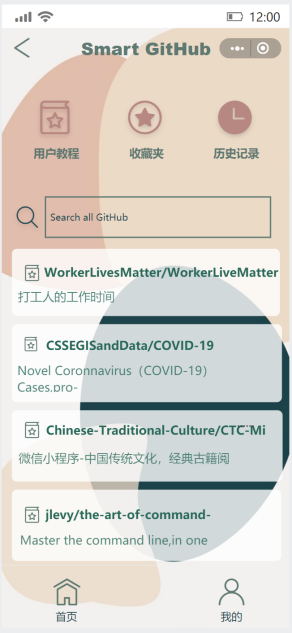 12:00
Smart GitHub
用户教程 收藏夹 历史记录
Search all GitHub
WorkerLivesMatter/WorkerLiveMatter
打工人的工作时间
CSSEGISandData/COVID-19
Novel Coronnavirus（COVID-19）
Cases,pro-
Chinese-Traditional-Culture/CTC-Mi
微信小程序-中国传统文化，经典古籍阅
jlevy/the-art-of-command-
Master the command line,in one
首页 我的